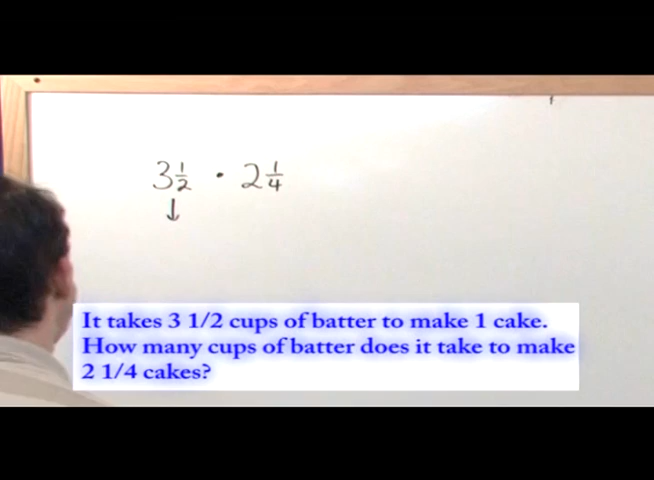 3 1/2 · 2 1/4
↓
It takes 3 1/2 cups of batter to make 1 cake.
How many cups of batter does it take to make
2 1/4 cakes?